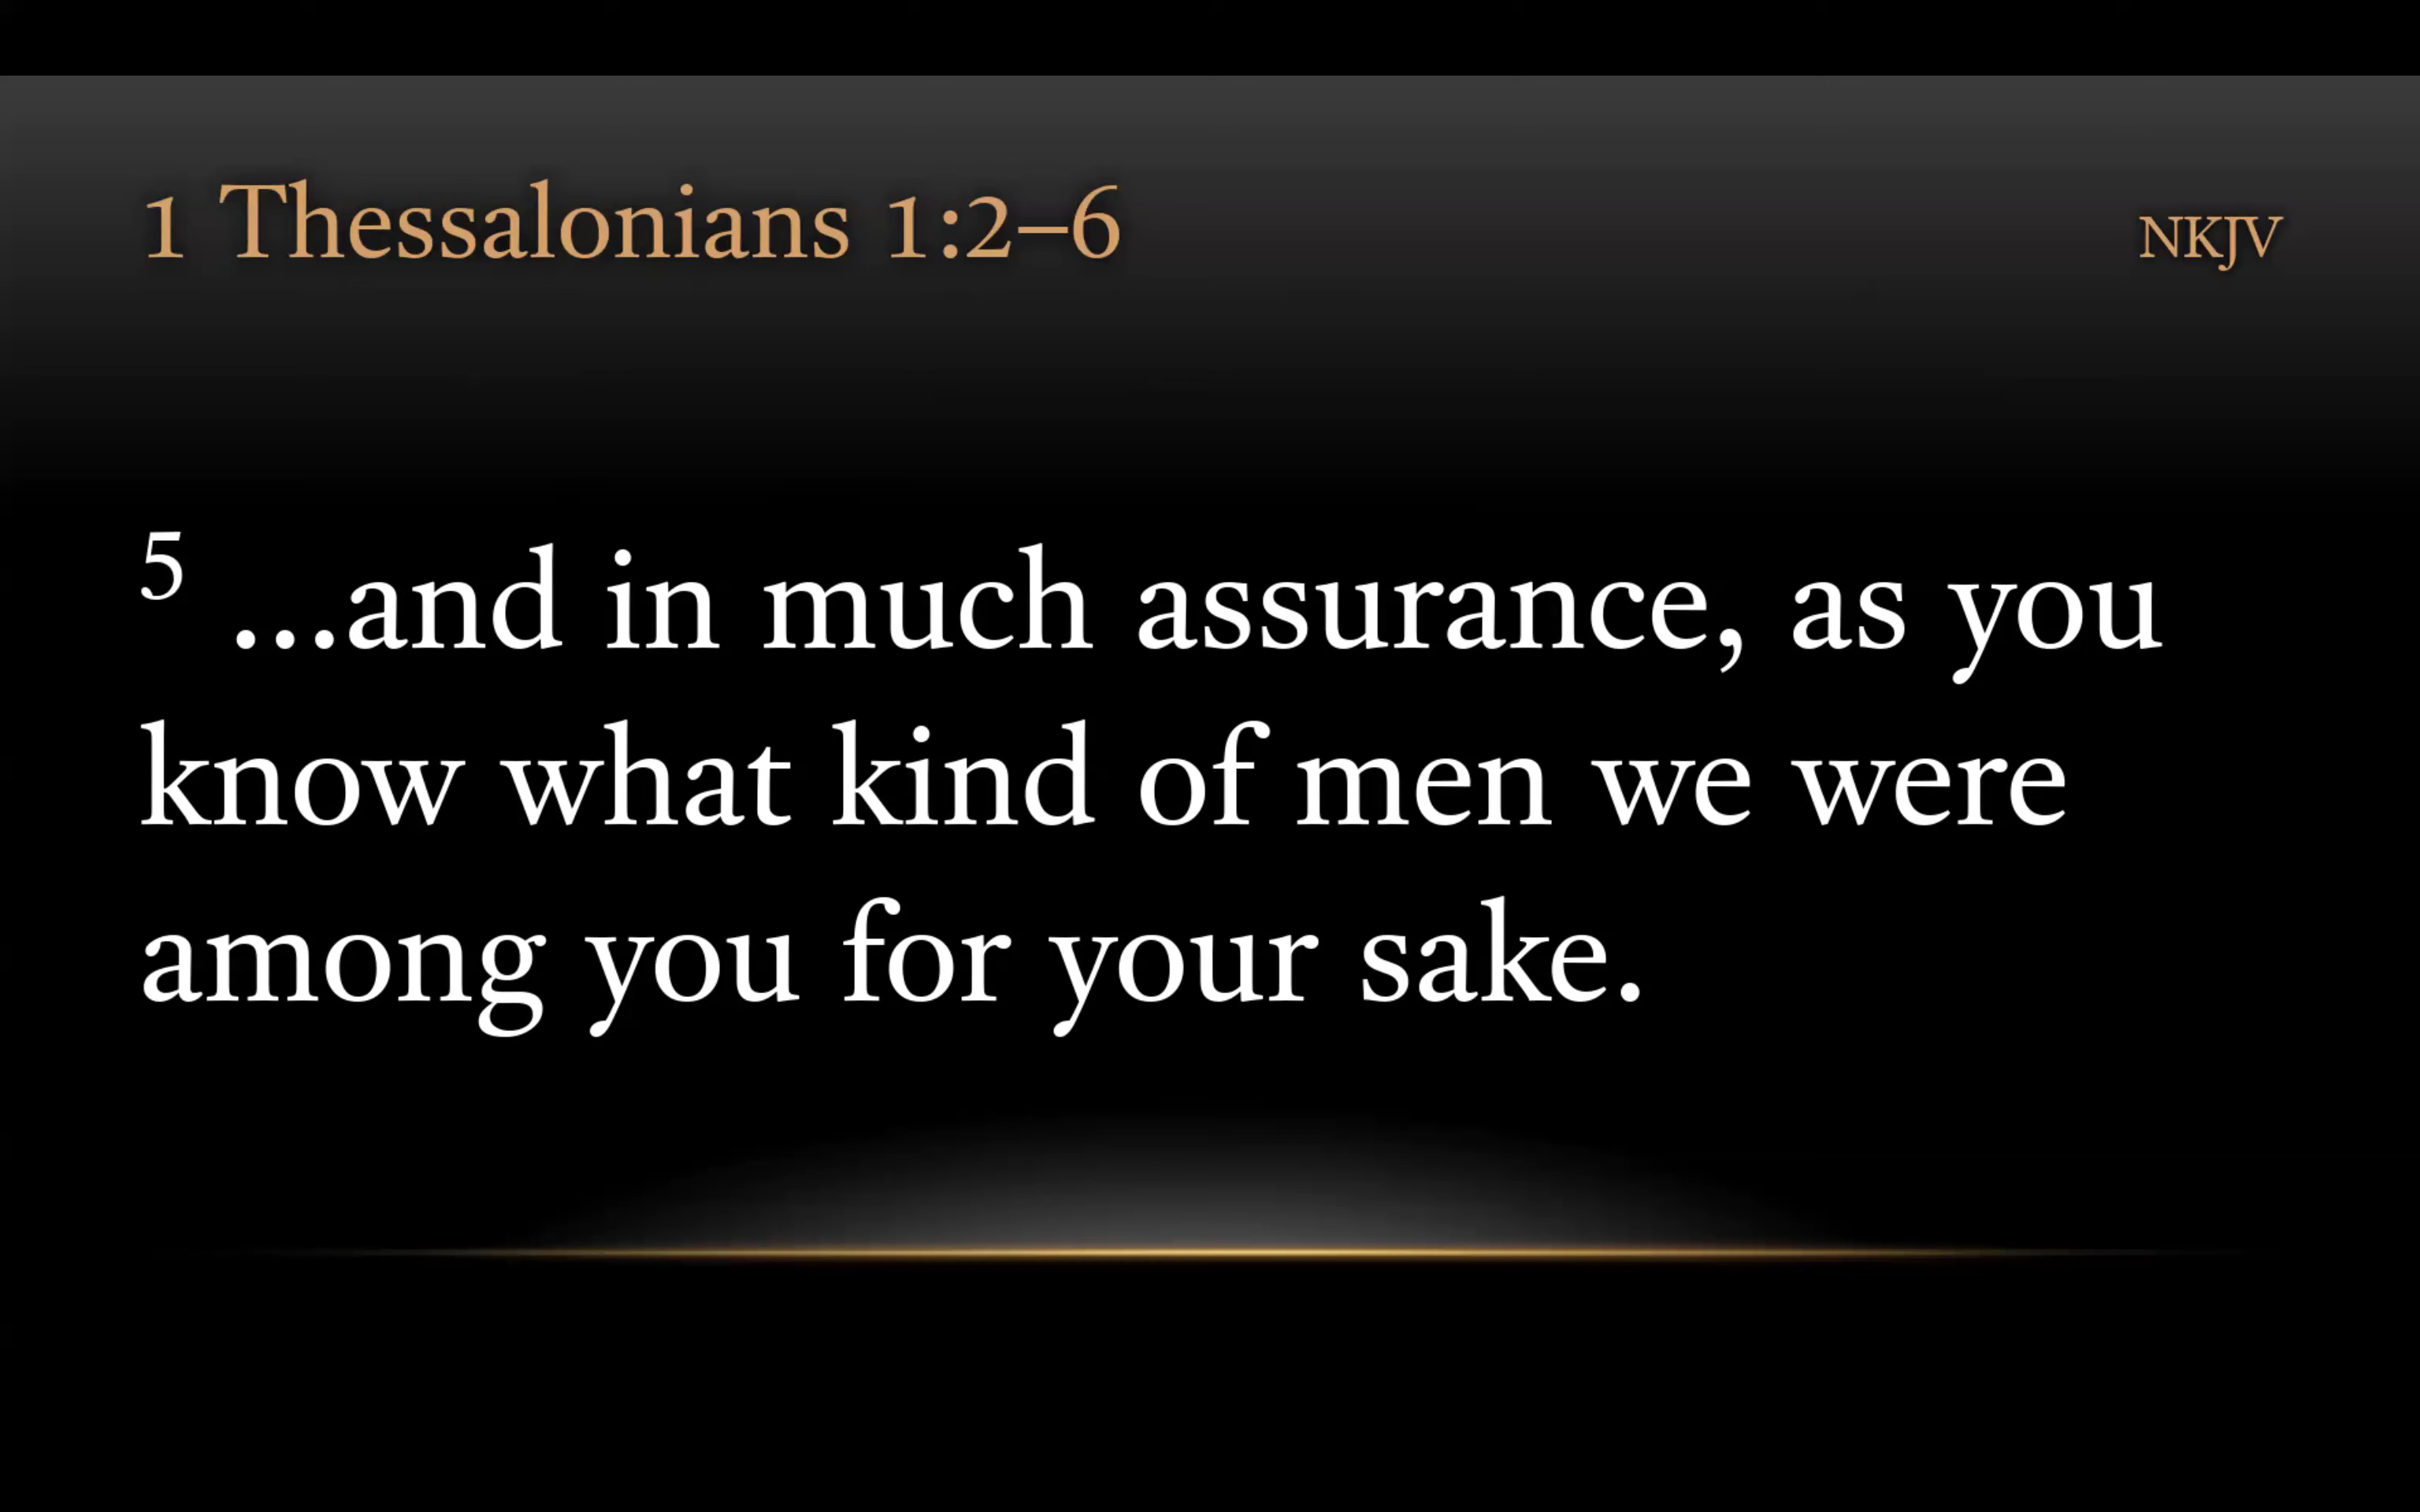 1 Thessalonians 1:2–6 NKJV
5 ...and in much assurance, as you
know what kind of men we were
among you for your sake.